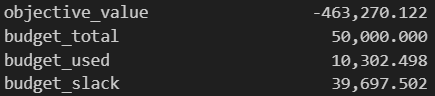 objective_value -463,270.122
budget_total 50,000.000
budget_used 10,302.498
budget_slack 39,697.502